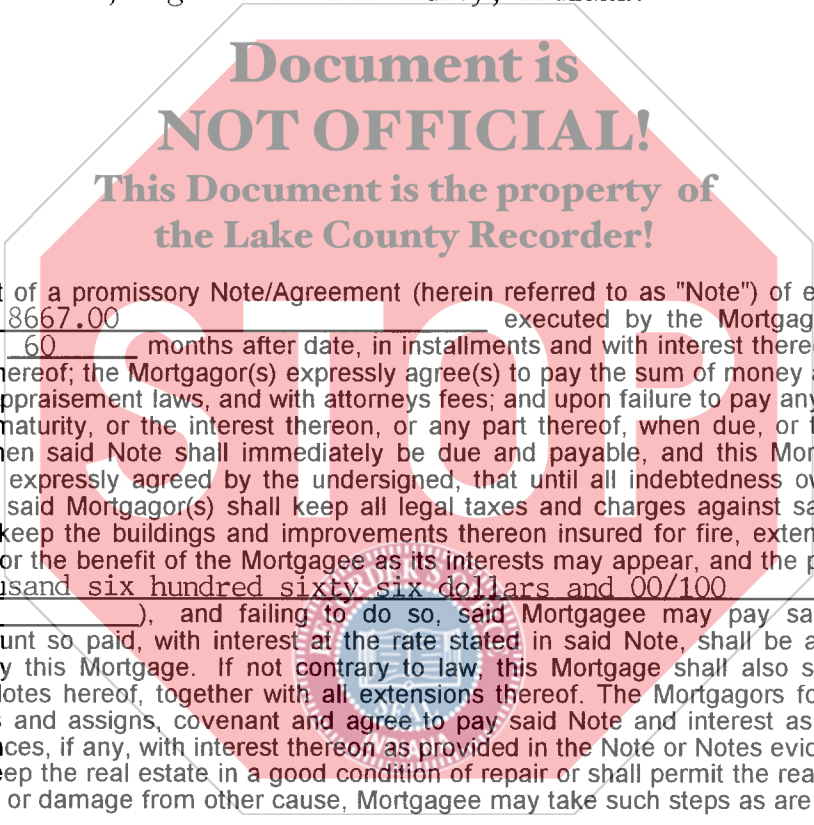 Document is
NOT OFFICIAL!
This Document is the property of
the Lake County Recorder!
of a promissory Note/Agreement (herein referred to as "Note") of
8667.00 executed by the Mortgag
60 months after date, in installments and with interest there
hereof; the Mortgagor(s) expressly agree(s) to pay the sum of money
ppraisement laws, and with attorneys fees; and upon failure to pay any
maturity, or the interest thereon, or any part thereof, when due, or
en said Note shall immediately be due and payable, and this Mor
expressly agreed by the undersigned, that until all indebtedness ov
said Mortgagor(s) shall keep all legal taxes and charges against sa
keep the buildings and improvements thereon insured for fire, exten
or the benefit of the Mortgagee as its interests may appear, and the p
usand six hundred sixty six dollars and 00/100
), and failing to do so, said Mortgagee may pay sa
unt so paid, with interest at the rate stated in said Note, shall be a
y this Mortgage. If not contrary to law, this Mortgage shall also s
lotes hereof, together with all extensions thereof. The Mortgagors fo
s and assigns, covenant and agree to pay said Note and interest as
ces, if any, with interest thereon as provided in the Note or Notes evid
eep the real estate in a good condition of repair or shall permit the rea
or damage from other cause, Mortgagee may take such steps as are
STOP
SEAL
INDIANA